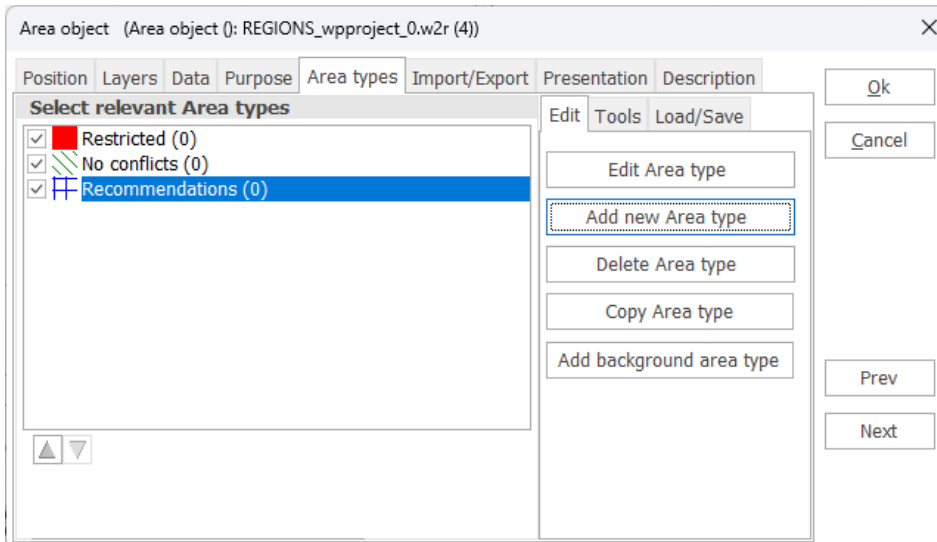 Area object (Area object (): REGIONS_wpproject_0.w2r (4))
Position Layers Data Purpose Area types Import/Export Presentation Description
Select relevant Area types
Restricted (0)
No conflicts (0)
Recommendations (0)
Edit Tools Load/Save
Edit Area type
Add new Area type
Delete Area type
Copy Area type
Add background area type
Ok
Cancel
Prev
Next